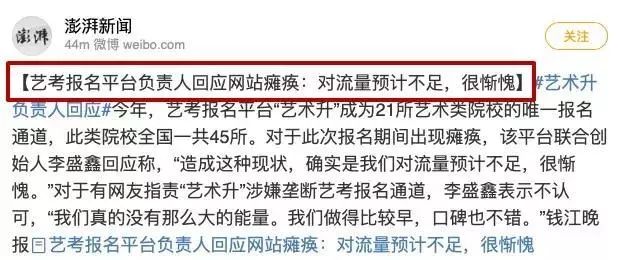 澎湃
澎湃新闻
44m 微博 weibo.com
关注
【艺考报名平台负责人回应网站瘫痪：对流量预计不足，很惭愧】#艺术升
负责人回应#今年，艺考报名平台“艺术升”成为21所艺术类院校的唯一报名
通道，此类院校全国一共45所。对于此次报名期间出现瘫痪，该平台联合创
始人李盛鑫回应称，“造成这种现状，确实是我们对流量预计不足，很惭
愧。”对于有网友指责“艺术升”涉嫌垄断艺考报名通道，李盛鑫表示不认
可，“我们真的没有那么大的能量。我们做得比较早，口碑也不错。”钱江晚
报艺考报名平台负责人回应网站瘫痪：对流量预计不足，很惭愧